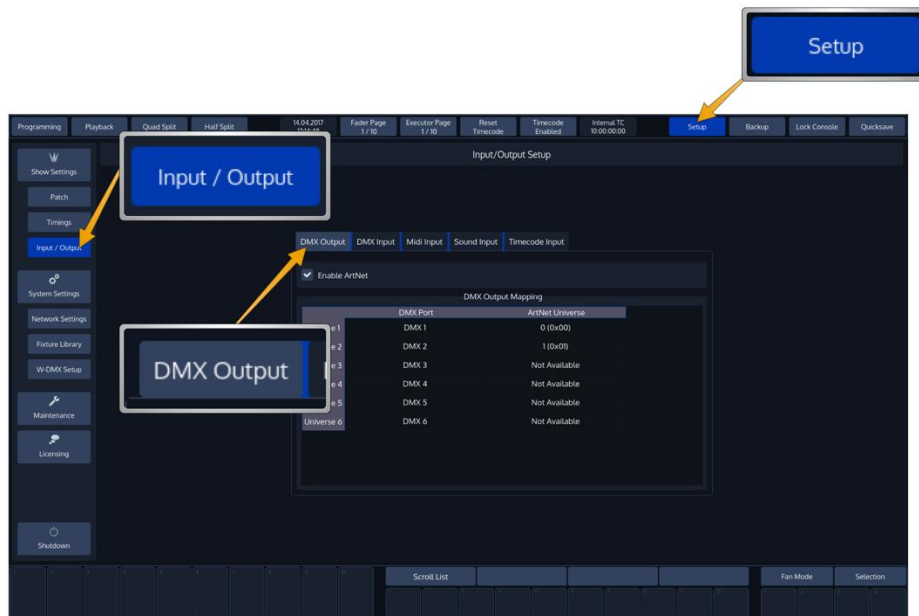 Setup
Programming
Playback
Quad Split
Half Split
14.04.2017
Fader Page
1 / 10
Executor Page
1 / 10
Reset
Timecode
Timecode
Enabled
Internal TC
10:00:00:00
Setup
Backup
Lock Console
Quicksave
Input/Output Setup
Show Settings
Patch
Timings
Input / Output
System Settings
Network Settings
Fixture Library
W-DMX Setup
Maintenance
Licensing
Shutdown
Input / Output
DMX Output
DMX Input
Midi Input
Sound Input
Timecode Input
Enable ArtNet
DMX Output Mapping
DMX Port
ArtNet Universe
e 1
DMX 1
0 (0x00)
e 2
DMX 2
1 (0x01)
e 3
DMX 3
Not Available
e 4
DMX 4
Not Available
e 5
DMX 5
Not Available
Universe 6
DMX 6
Not Available
DMX Output
Scroll List
Fan Mode
Selection